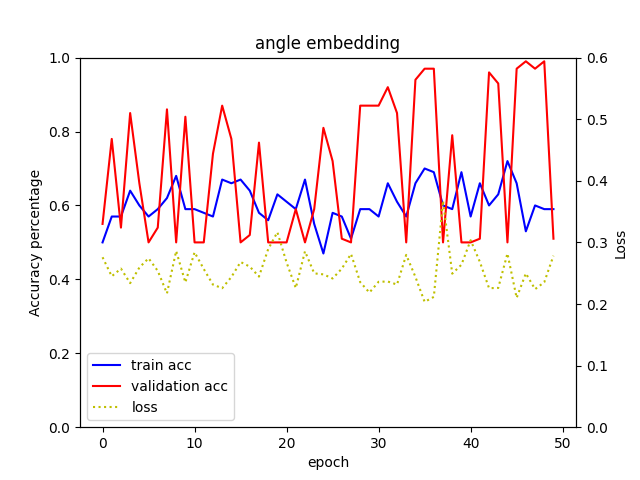 angle embedding
1.0
0.8
0.6
0.4
0.2
0.0
Accuracy percentage
0.6
0.5
0.4
0.3
0.2
0.1
0.0
Loss
train acc
validation acc
loss
0 10 20 30 40 50
epoch